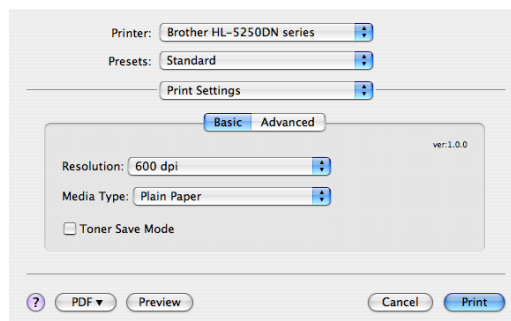 Printer: Brother HL-5250DN series
Presets: Standard
Print Settings
Basic Advanced
ver:1.0.0
Resolution: 600 dpi
Media Type: Plain Paper
Toner Save Mode
? PDF ▼ Preview Cancel Print